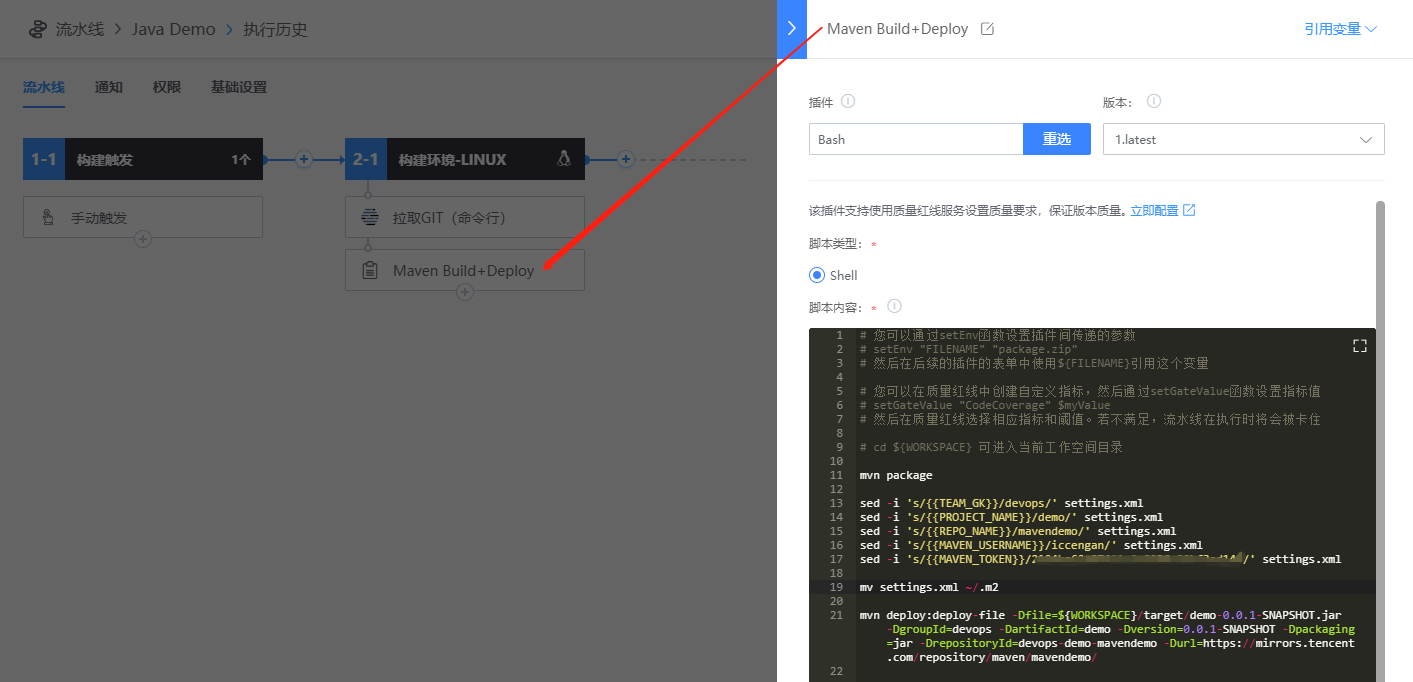 流水线 > Java Demo > 执行历史
流水线 通知 权限 基础设置
1-1 构建触发 1个
手动触发
2-1 构建环境-LINUX
拉取GIT（命令行）
Maven Build+Deploy
Maven Build+Deploy
引用变量
插件
版本：
Bash
重选
1.latest
该插件支持使用质量红线服务设置质量要求，保证版本质量。立即配置
脚本类型： *
Shell
脚本内容： *
1 # 您可以通过setEnv函数设置插件间传递的参数
2 # setEnv "FILENAME" "package.zip"
3 # 然后在后续的插件的表单中使用${FILENAME}引用这个变量
4
5 # 您可以在质量红线中创建自定义指标，然后通过setGateValue函数设置指标值
6 # setGateValue "CodeCoverage" $myValue
7 # 然后在质量红线选择相应指标和阈值。若不满足，流水线在执行时将会被卡住
8
9 # cd ${WORKSPACE} 可进入当前工作空间目录
10
11 mvn package
12
13 sed -i 's/{{TEAM_GK}}/devops/' settings.xml
14 sed -i 's/{{PROJECT_NAME}}/demo/' settings.xml
15 sed -i 's/{{REPO_NAME}}/mavendemo/' settings.xml
16 sed -i 's/{{MAVEN_USERNAME}}/iccengan/' settings.xml
17 sed -i 's/{{MAVEN_TOKEN}}/ /' settings.xml
18
19 mv settings.xml ~/.m2
20
21 mvn deploy:deploy-file -Dfile=${WORKSPACE}/target/demo-0.0.1-SNAPSHOT.jar
-DgroupId=devops -DartifactId=demo -Dversion=0.0.1-SNAPSHOT -Dpackaging
=jar -DrepositoryId=devops-demo-mavendemo -Durl=https://mirrors.tencent
.com/repository/maven/mavendemo/
22